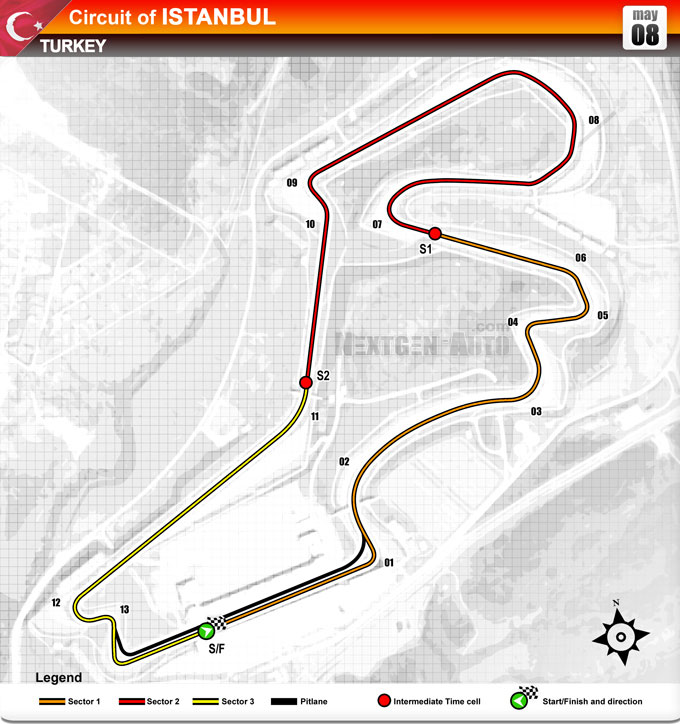 Circuit of ISTANBUL
may
08
TURKEY
08
09
07
10
S1
06
04
05
.com
NEXTGEN-AUTO
S2
03
11
02
01
12
13
N
S/F
Legend
Sector 1
Sector 2
Sector 3
Pitlane
Intermediate Time cell
Start/Finish and direction